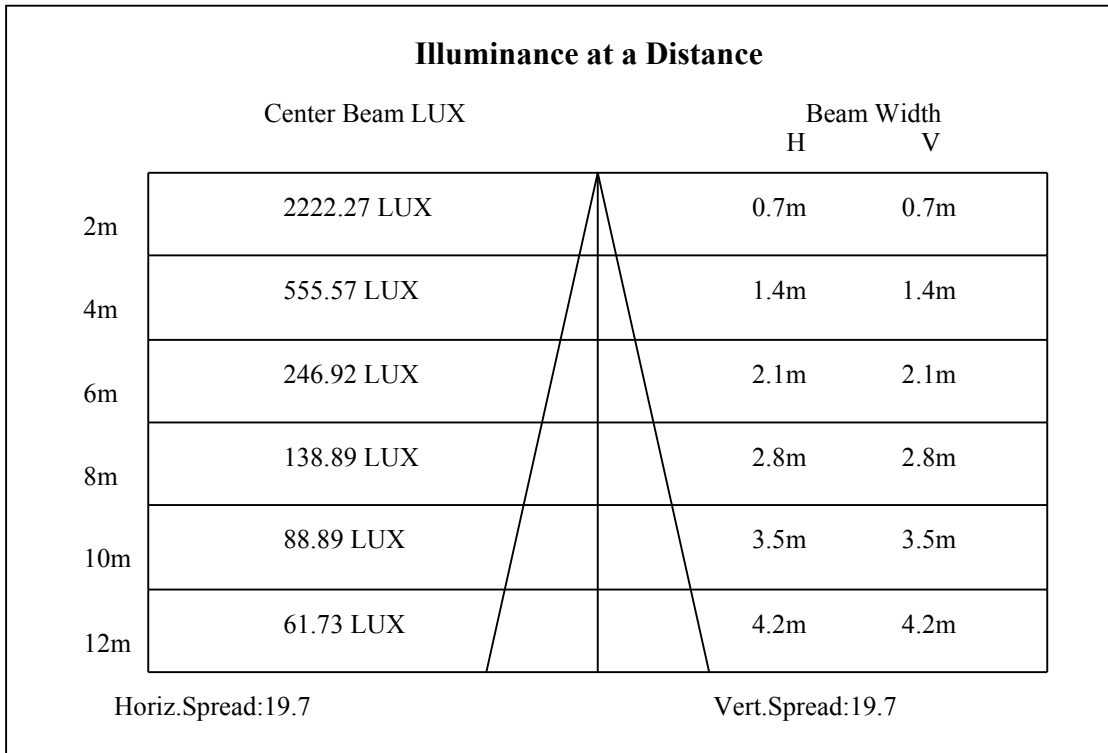 Illuminance at a Distance
Center Beam LUX Beam Width
H V
2m 2222.27 LUX 0.7m 0.7m
4m 555.57 LUX 1.4m 1.4m
6m 246.92 LUX 2.1m 2.1m
8m 138.89 LUX 2.8m 2.8m
10m 88.89 LUX 3.5m 3.5m
12m 61.73 LUX 4.2m 4.2m
Horiz.Spread:19.7 Vert.Spread:19.7